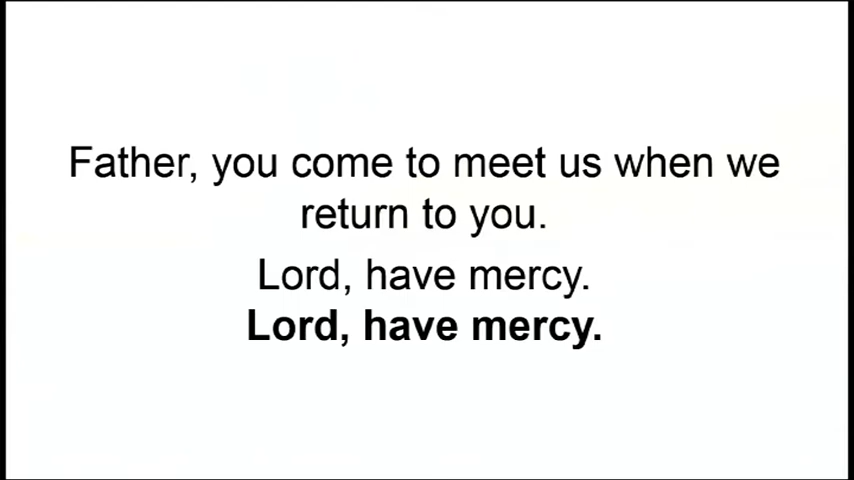 Father, you come to meet us when we
return to you.
Lord, have mercy.
Lord, have mercy.